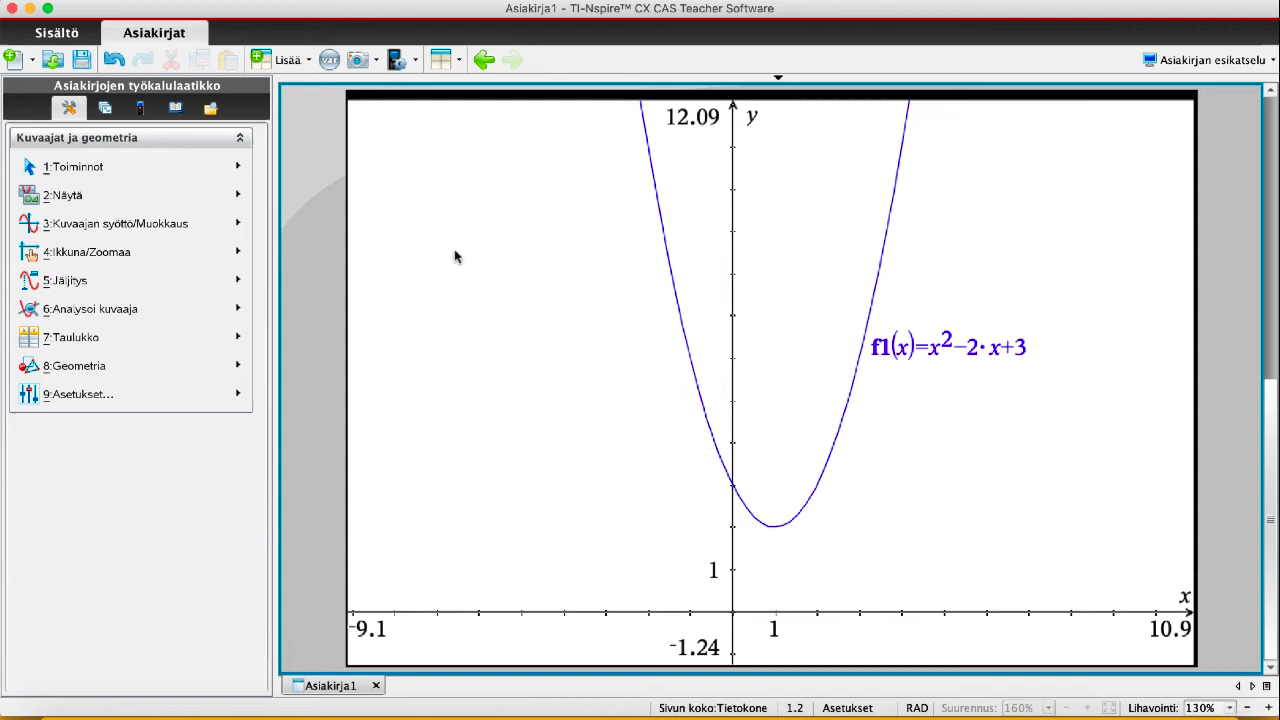 Asiakirja1 - TI-Nspire™ CX CAS Teacher Software
Sisältö
Asiakirjat
Lisää
var
Asiakirjan esikatselu
Asiakirjojen työkalulaatikko
Kuvaajat ja geometria
1:Toiminnot
2:Näytä
3:Kuvaajan syöttö/Muokkaus
4:Ikkuna/Zoomaa
5:Jäljitys
6:Analysoi kuvaaja
7:Taulukko
8:Geometria
9:Asetukset...
12.09
y
f1(x)=x²−2·x+3
1
x
-9.1
1
10.9
-1.24
Asiakirja1
Sivun koko:Tietokone
1.2
Asetukset
RAD
Suurennus: 160%
Lihavointi: 130%